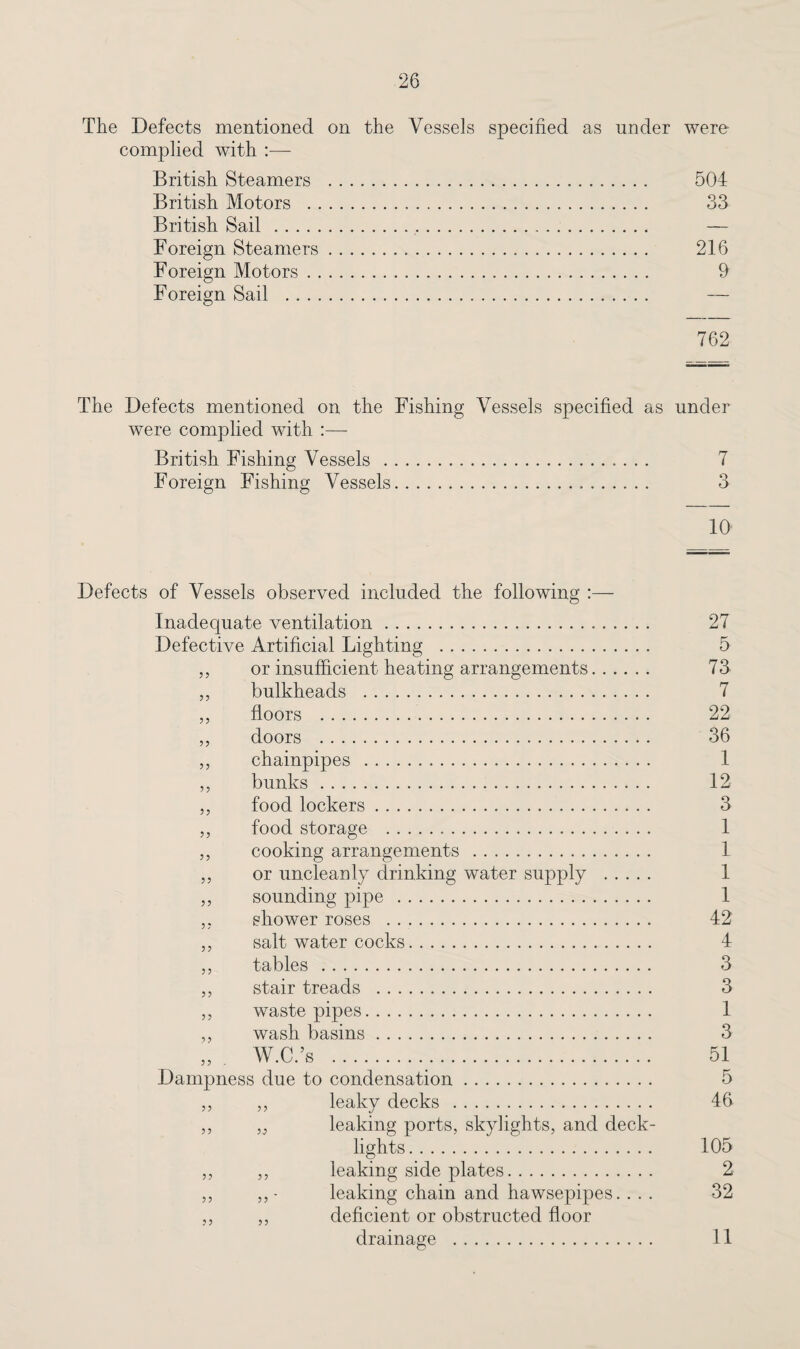 26
The Defects mentioned on the Vessels specified as under were
complied with :—
British Steamers .......... 504
British Motors .......... 33
British Sail .......... —
Foreign Steamers .......... 216
Foreign Motors .......... 9
Foreign Sail .......... —
762
The Defects mentioned on the Fishing Vessels specified as under
were complied with :—
British Fishing Vessels .......... 7
Foreign Fishing Vessels .......... 3
10
Defects of Vessels observed included the following :—
Inadequate ventilation .......... 27
Defective Artificial Lighting .......... 5
,, or insufficient heating arrangements ...... 73
,, bulkheads .......... 7
,, floors .......... 22
,, doors .......... 36
,, chainpipes .......... 1
,, bunks .......... 12
,, food lockers .......... 3
,, food storage .......... 1
,, cooking arrangements .......... 1
,, or uncleanly drinking water supply ..... 1
,, sounding pipe .......... 1
,, shower roses .......... 42
,, salt water cocks .......... 4
,, tables .......... 3
,, stair treads .......... 3
,, waste pipes .......... 1
,, wash basins .......... 3
,, W.C.'s .......... 51
Dampness due to condensation .......... 5
,, ,, leaky decks .......... 46
,, ,, leaking ports, skylights, and deck-
lights .......... 105
,, ,, leaking side plates .......... 2
,, ,, leaking chain and hawsepipes .... 32
,, ,, deficient or obstructed floor
drainage .......... 11